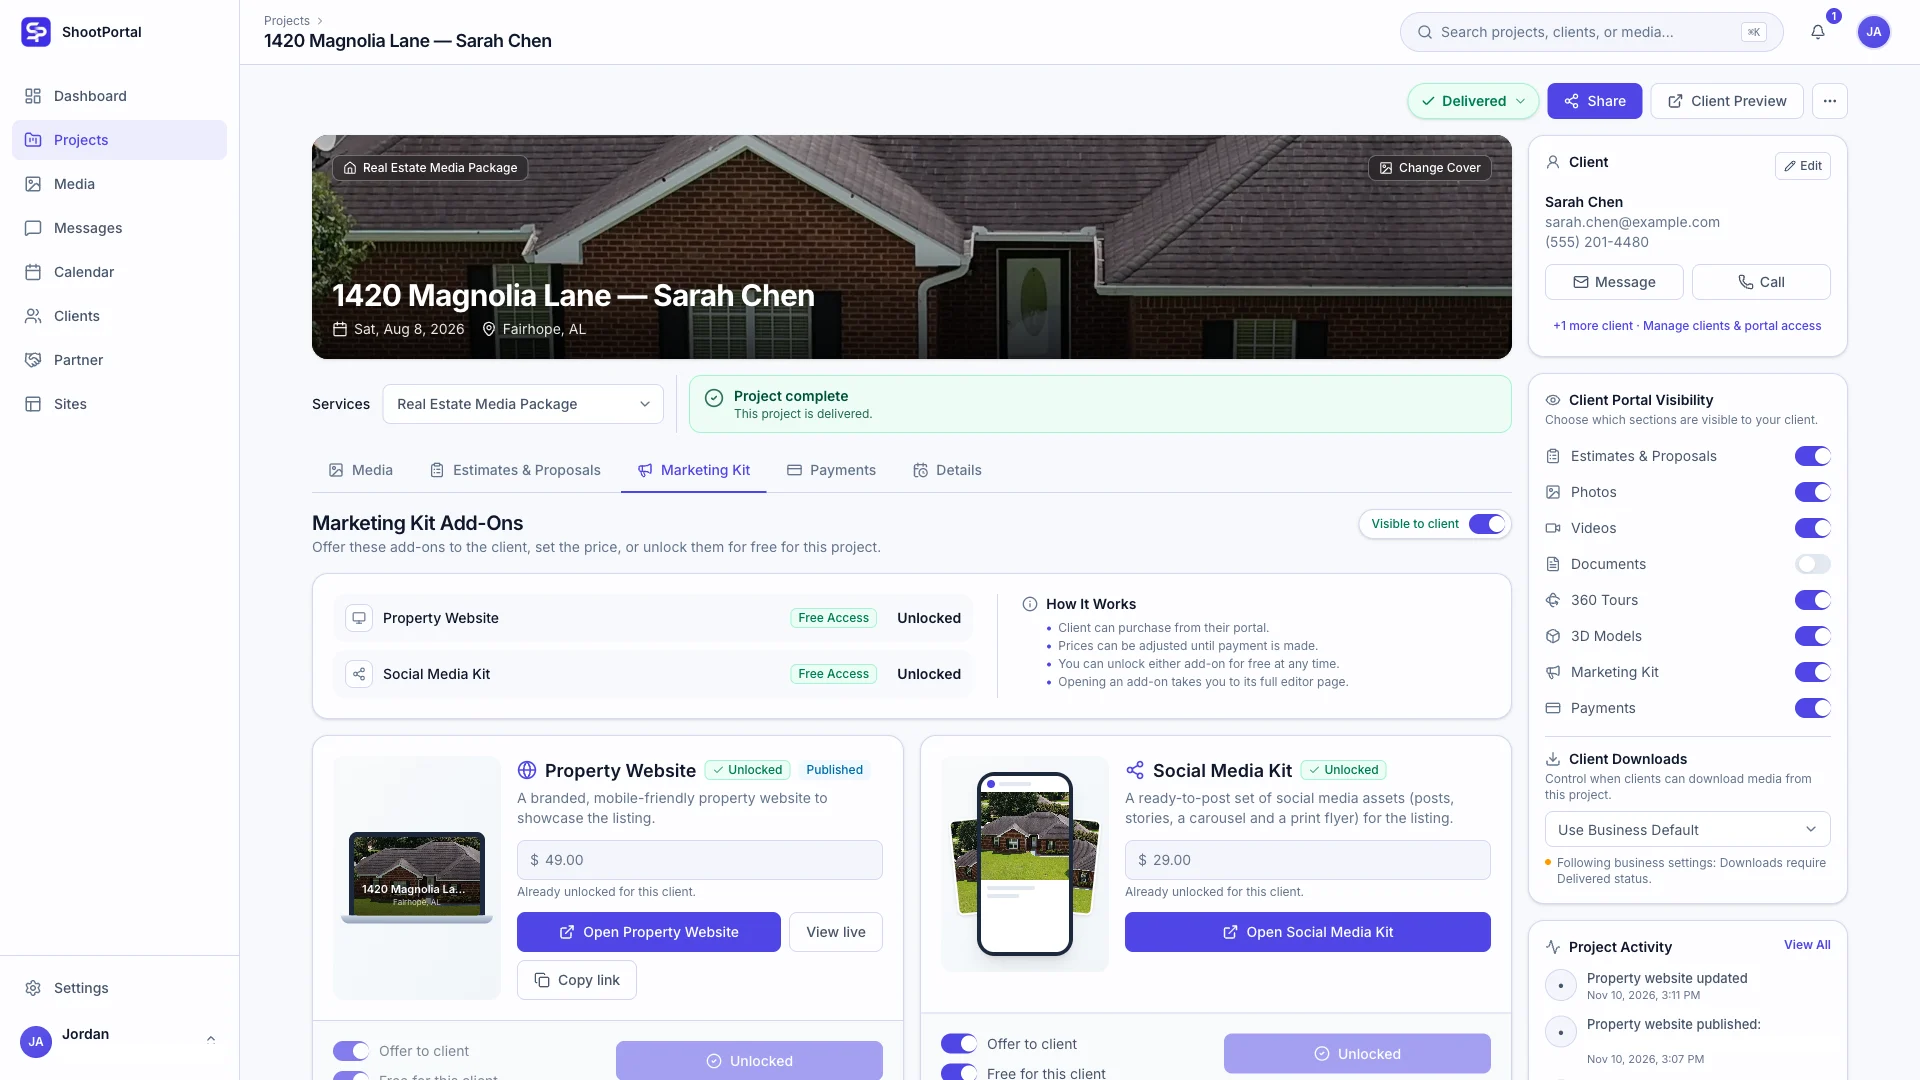 ShootPortal
Dashboard
Projects
Media
Messages
Calendar
Clients
Partner
Sites
Settings
JA
Jordan
Projects
1420 Magnolia Lane — Sarah Chen
Search projects, clients, or media...
⌘K
1
JA
Delivered
Share
Client Preview
Real Estate Media Package
Change Cover
1420 Magnolia Lane — Sarah Chen
Sat, Aug 8, 2026
Fairhope, AL
Services
Real Estate Media Package
Project complete
This project is delivered.
Media
Estimates & Proposals
Marketing Kit
Payments
Details
Marketing Kit Add-Ons
Offer these add-ons to the client, set the price, or unlock them for free for this project.
Visible to client
Property Website
Free Access
Unlocked
Social Media Kit
Free Access
Unlocked
How It Works
• Client can purchase from their portal.
• Prices can be adjusted until payment is made.
• You can unlock either add-on for free at any time.
• Opening an add-on takes you to its full editor page.
1420 Magnolia La...
Fairhope, AL
Property Website
Unlocked
Published
A branded, mobile-friendly property website to
showcase the listing.
$ 49.00
Already unlocked for this client.
Open Property Website
View live
Copy link
Offer to client
Free for this client
Unlocked
Social Media Kit
Unlocked
A ready-to-post set of social media assets (posts,
stories, a carousel and a print flyer) for the listing.
$ 29.00
Already unlocked for this client.
Open Social Media Kit
Offer to client
Free for this client
Unlocked
Client
Edit
Sarah Chen
sarah.chen@example.com
(555) 201-4480
Message
Call
+1 more client · Manage clients & portal access
Client Portal Visibility
Choose which sections are visible to your client.
Estimates & Proposals
Photos
Videos
Documents
360 Tours
3D Models
Marketing Kit
Payments
Client Downloads
Control when clients can download media from
this project.
Use Business Default
Following business settings: Downloads require
Delivered status.
Project Activity
View All
Property website updated
Nov 10, 2026, 3:11 PM
Property website published:
Nov 10, 2026, 3:07 PM